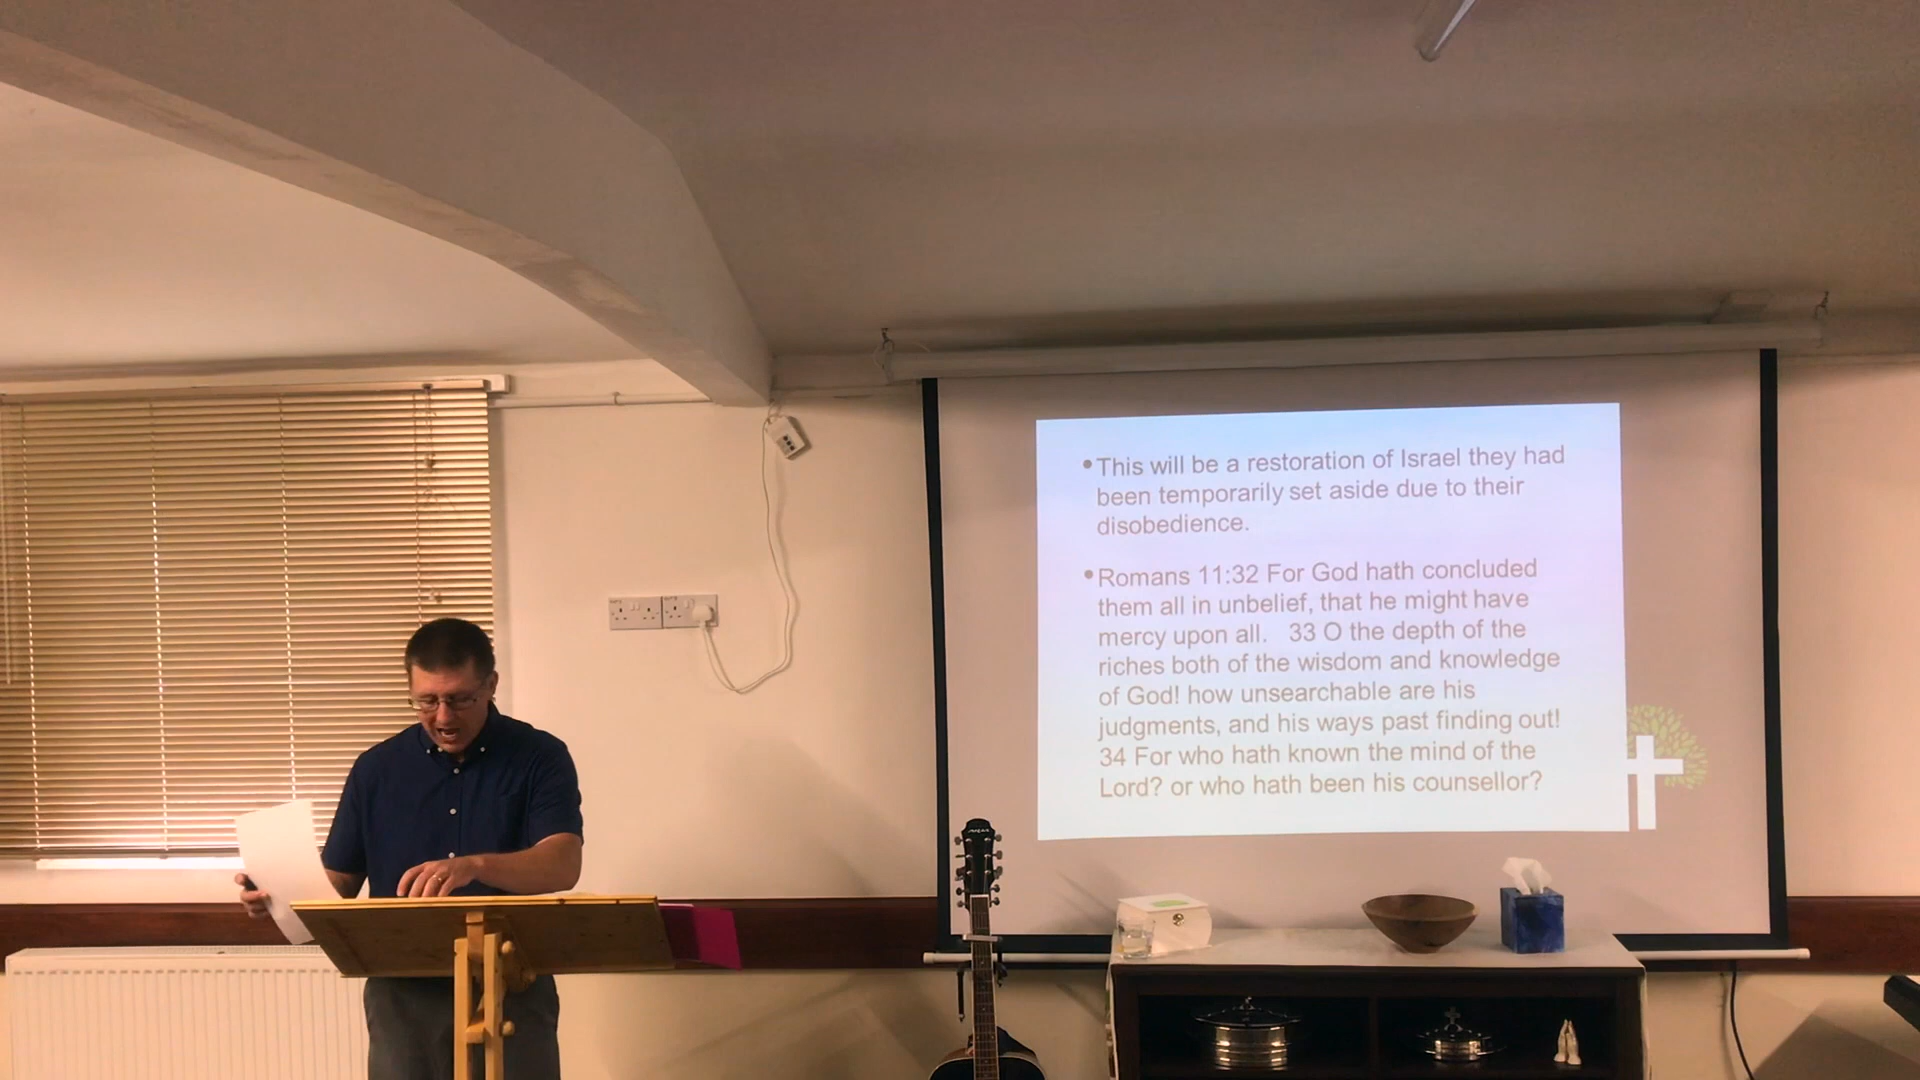 • This will be a restoration of Israel they had
been temporarily set aside due to their
disobedience.
• Romans 11:32 For God hath concluded
them all in unbelief, that he might have
mercy upon all. 33 O the depth of the
riches both of the wisdom and knowledge
of God! how unsearchable are his
judgments, and his ways past finding out!
34 For who hath known the mind of the
Lord? or who hath been his counsellor?